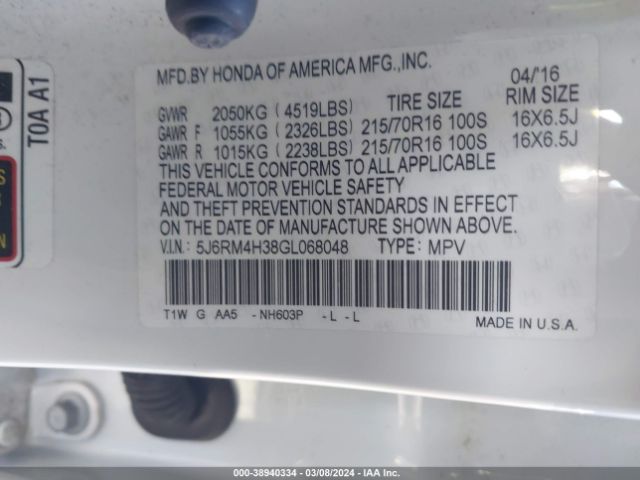 MFD.BY HONDA OF AMERICA MFG.,INC.
04/'16
GVWR 2050KG ( 4519LBS) TIRE SIZE RIM SIZE
GAWR F 1055KG ( 2326LBS) 215/70R16 100S 16X6.5J
GAWR R 1015KG ( 2238LBS) 215/70R16 100S 16X6.5J
THIS VEHICLE CONFORMS TO ALL APPLICABLE
FEDERAL MOTOR VEHICLE SAFETY
AND THEFT PREVENTION STANDARDS IN EFFECT
ON THE DATE OF MANUFACTURE SHOWN ABOVE.
V.I.N.: 5J6RM4H38GL068048 TYPE: MPV
T1W G AA5 - NH603P - L - L
MADE IN U.S.A.
T0A A1
000-38940334 - 03/08/2024 - IAA Inc.